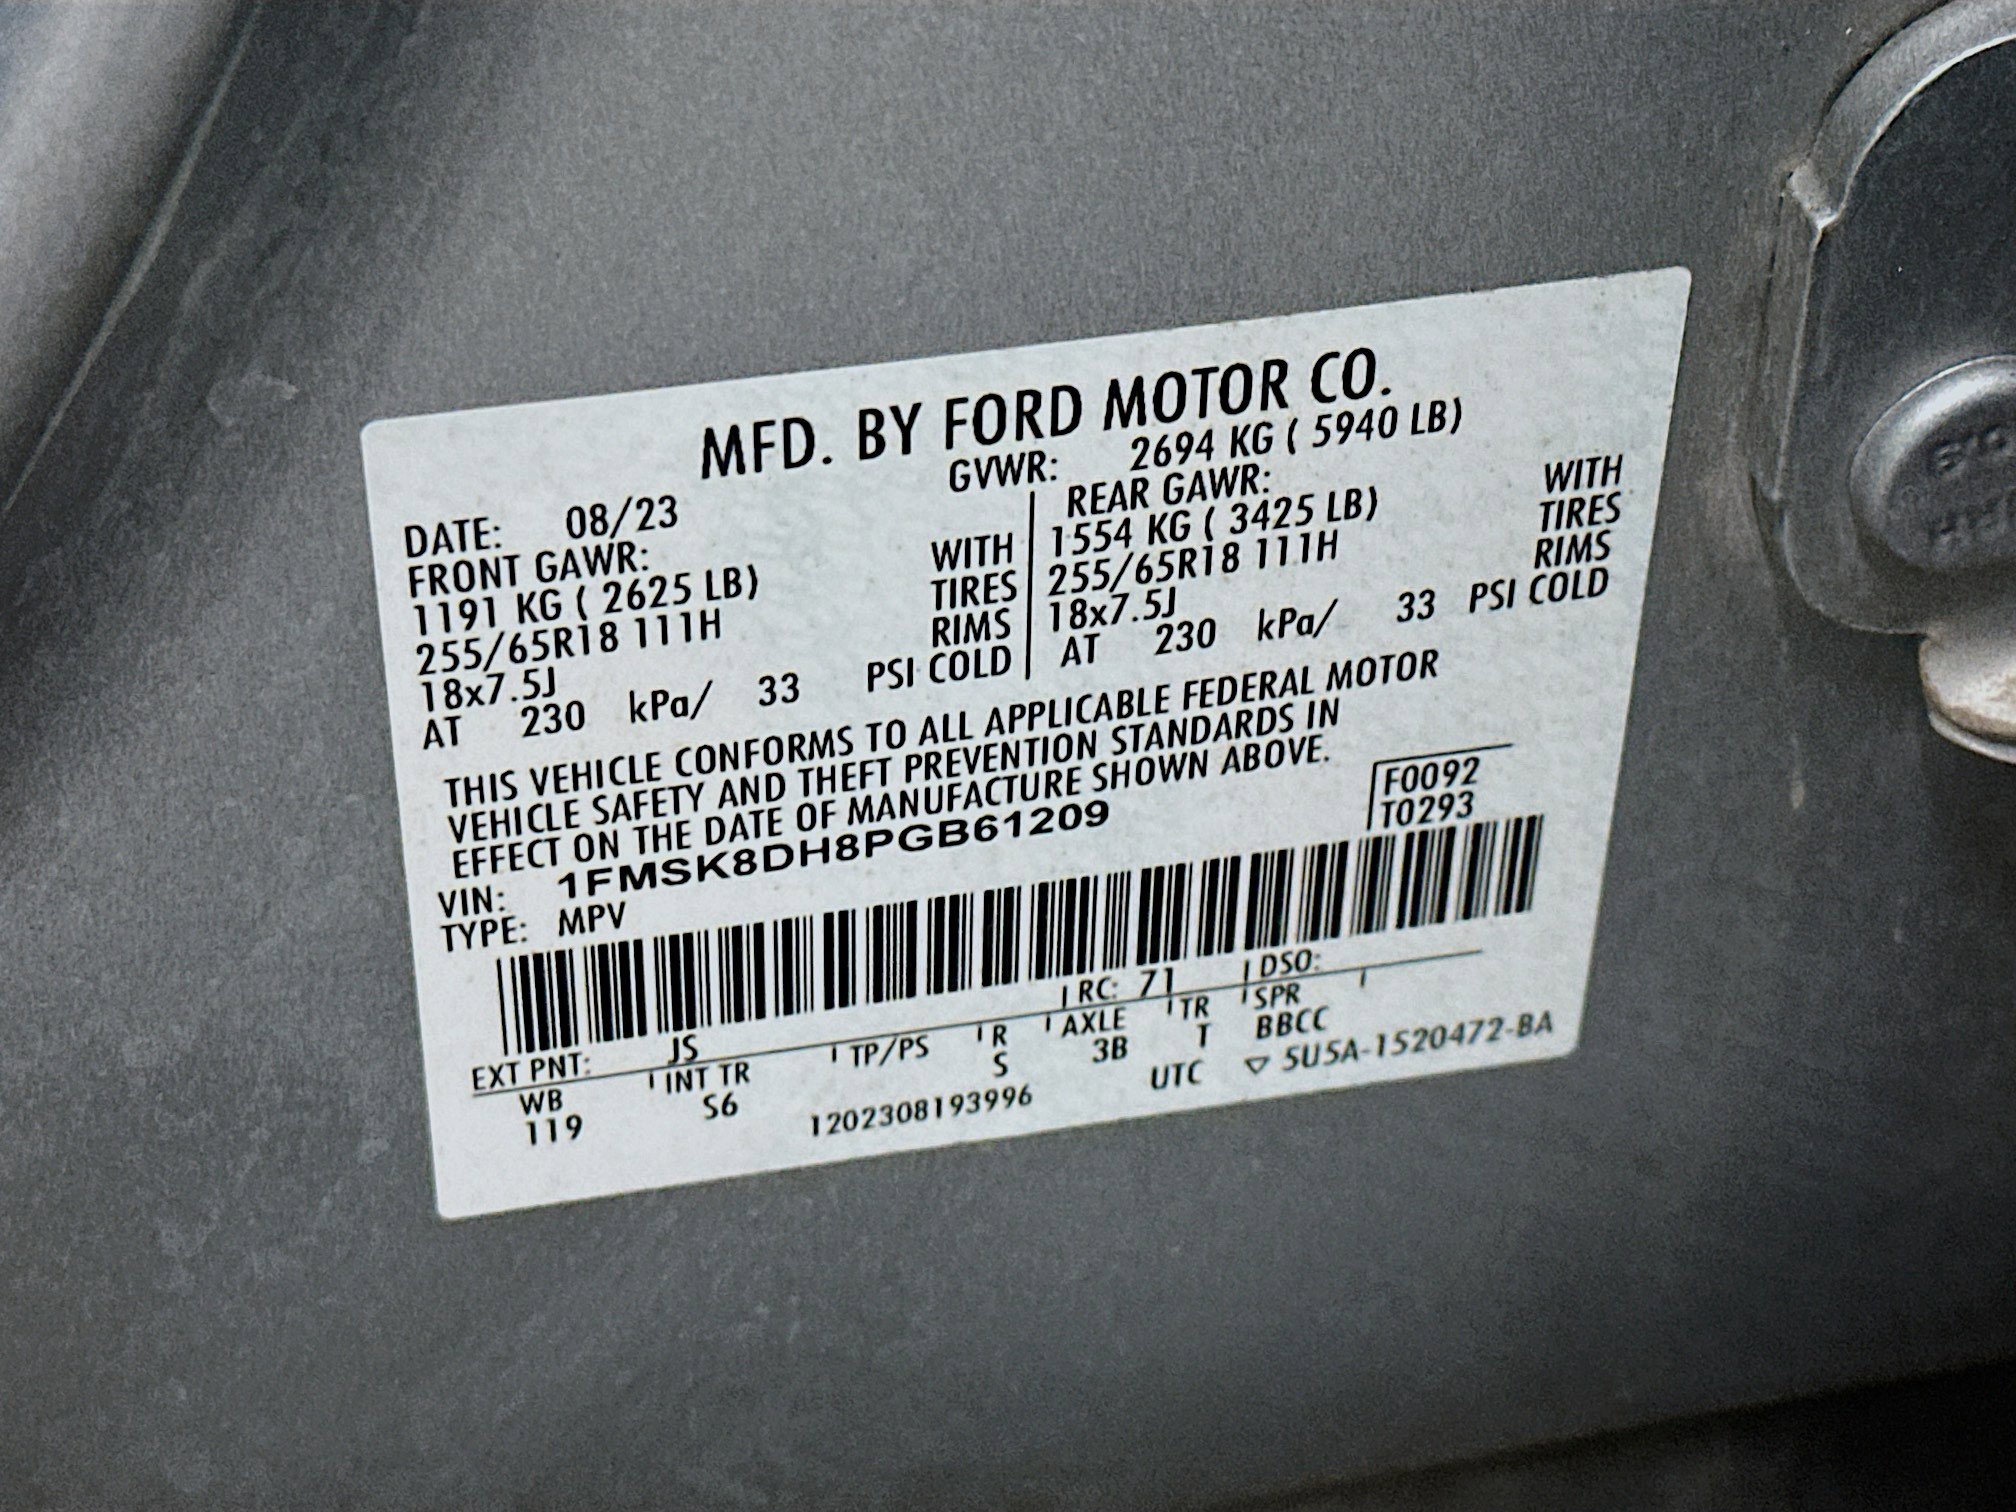 MFD. BY FORD MOTOR CO.
DATE: 08/23 GVWR: 2694 KG ( 5940 LB)
FRONT GAWR: REAR GAWR:
1191 KG ( 2625 LB) WITH 1554 KG ( 3425 LB) WITH
255/65R18 111H TIRES 255/65R18 111H TIRES
18x7.5J RIMS 18x7.5J RIMS
AT 230 kPa/ 33 PSI COLD AT 230 kPa/ 33 PSI COLD
THIS VEHICLE CONFORMS TO ALL APPLICABLE FEDERAL MOTOR
VEHICLE SAFETY AND THEFT PREVENTION STANDARDS IN
EFFECT ON THE DATE OF MANUFACTURE SHOWN ABOVE.
F0092
T0293
VIN: 1FMSK8DH8PGB61209
TYPE: MPV
EXT PNT: JS RC: 71 DSO:
WB INT TR TP/PS R AXLE TR SPR
119 S6 S 3B T BBCC
1202308193996 UTC ▽ 5U5A-1520472-BA